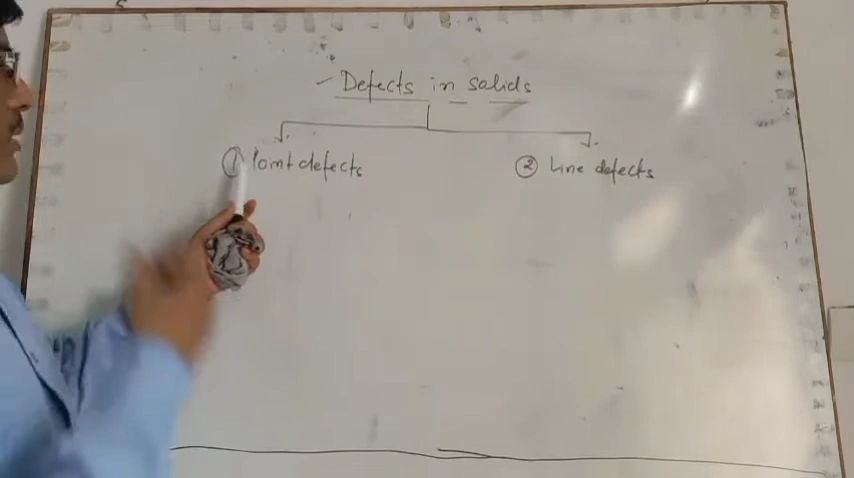 - Defects in solids
① Point defects
② Line defects